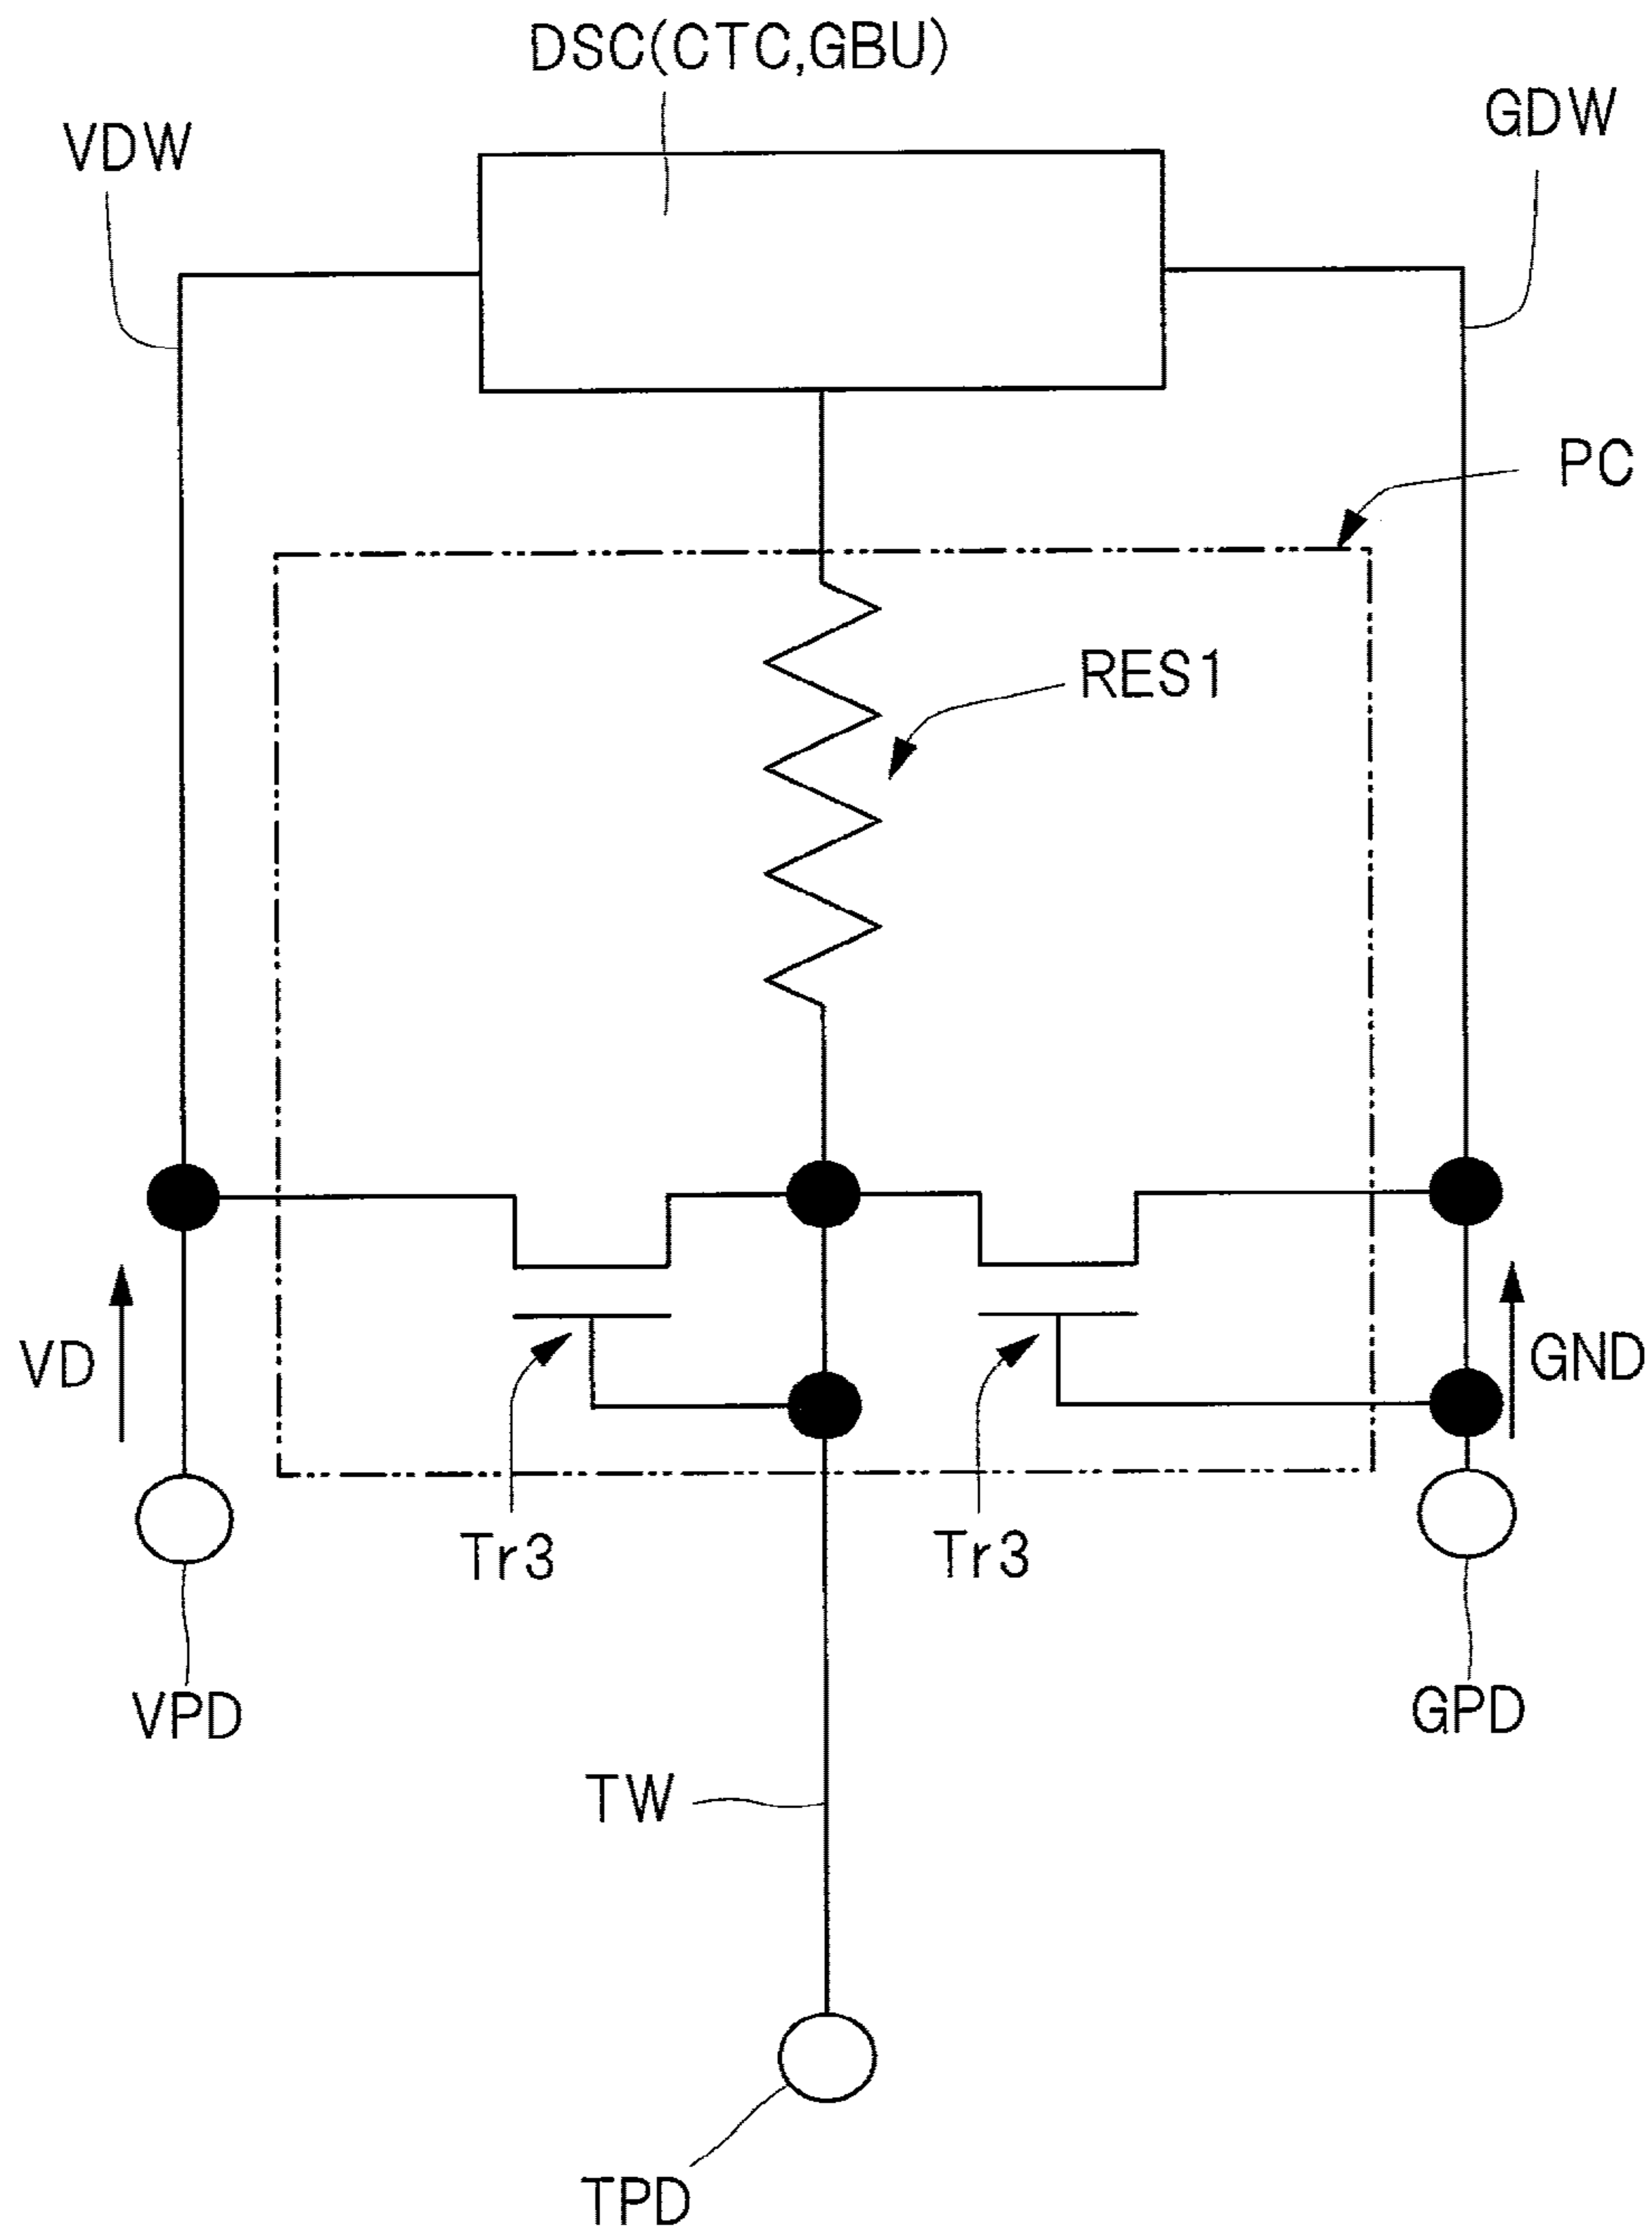 DSC(CTC,GBU)
VDW
GDW
PC
RES1
VD
GND
Tr3
Tr3
VPD
GPD
TW
TPD